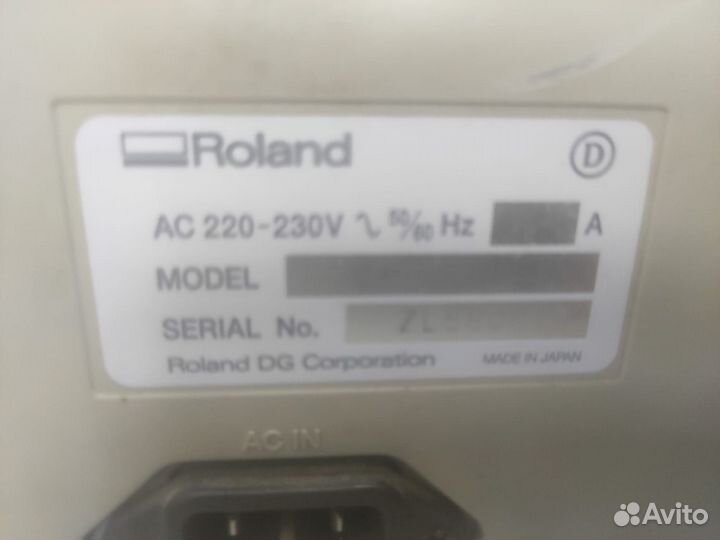 Roland
D
AC 220-230V 50/60 Hz A
MODEL
SERIAL No.
Roland DG Corporation MADE IN JAPAN
AC IN
Avito